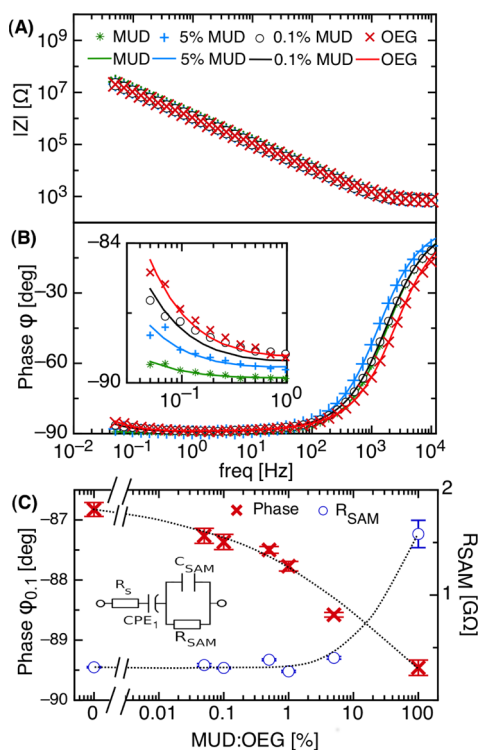 (A)
MUD 5% MUD 0.1% MUD OEG
MUD 5% MUD 0.1% MUD OEG
|Z| [Ω]
10⁹
10⁷
10⁵
10³
(B)
Phase φ [deg]
−30
−60
−90
−84
−90
10⁻¹ 10⁰
10⁻² 10⁻¹ 10⁰ 10¹ 10² 10³ 10⁴
freq [Hz]
(C)
Phase R_SAM
Phase φ₀.₁ [deg]
−87
−88
−89
−90
R_s
CPE₁
C_SAM
R_SAM
2
1
R_SAM [GΩ]
0 0.01 0.1 1 10 100
MUD:OEG [%]